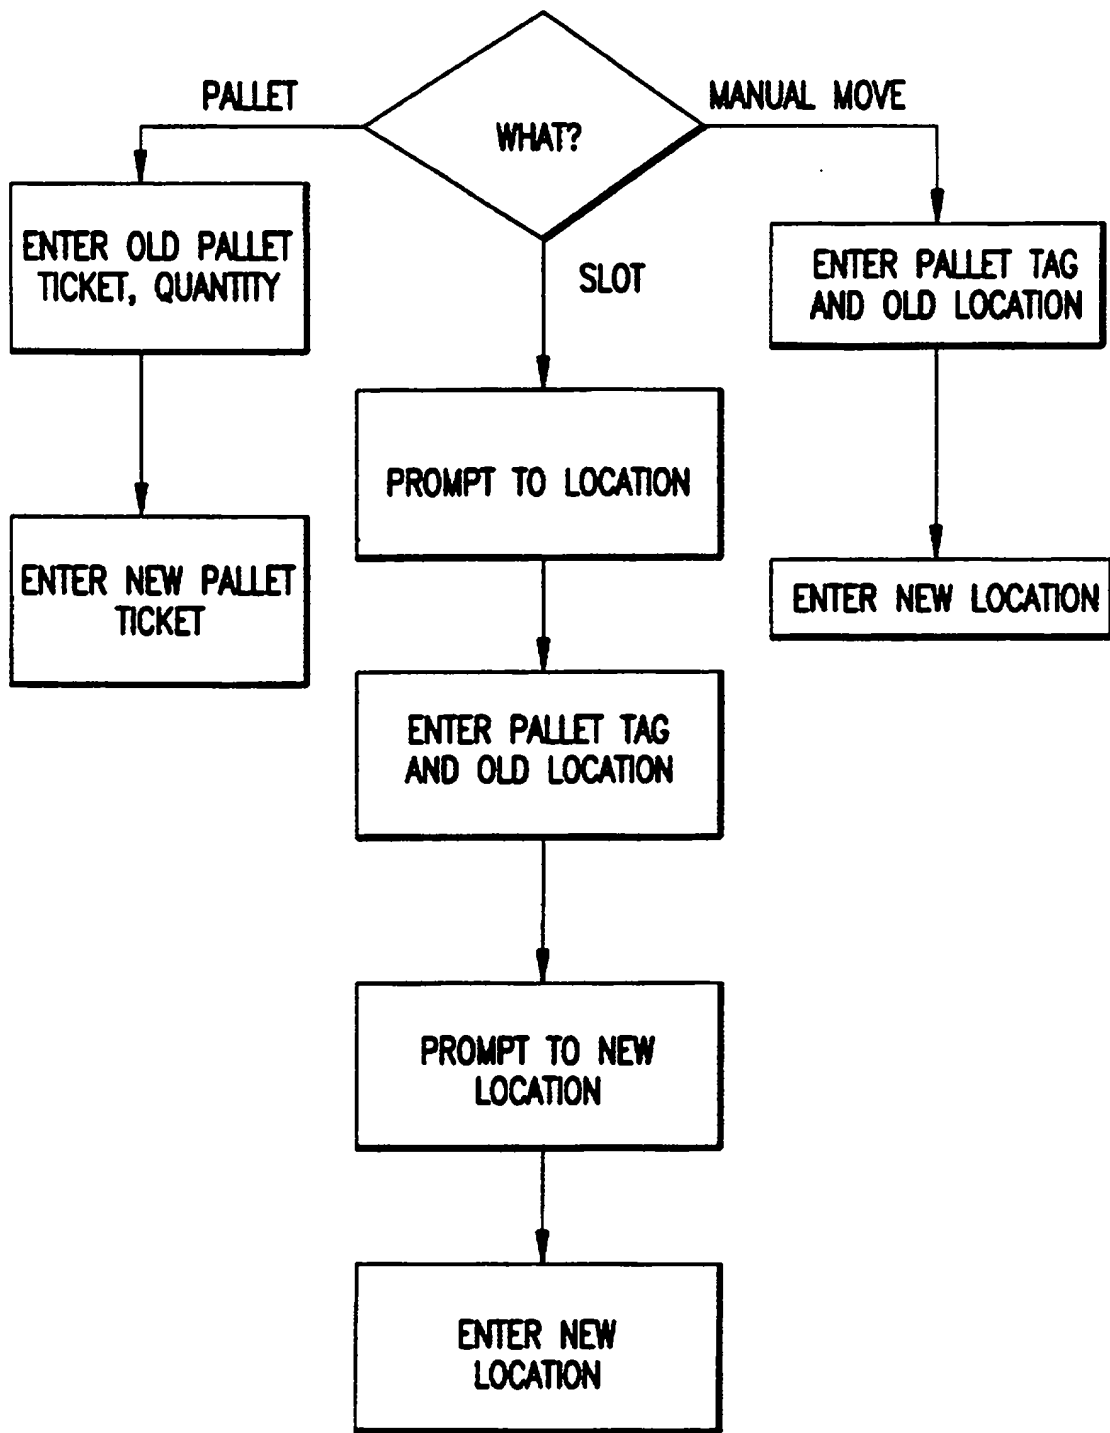 PALLET
WHAT?
MANUAL MOVE
ENTER OLD PALLET
TICKET, QUANTITY
ENTER NEW PALLET
TICKET
SLOT
PROMPT TO LOCATION
ENTER PALLET TAG
AND OLD LOCATION
PROMPT TO NEW
LOCATION
ENTER NEW
LOCATION
ENTER PALLET TAG
AND OLD LOCATION
ENTER NEW LOCATION